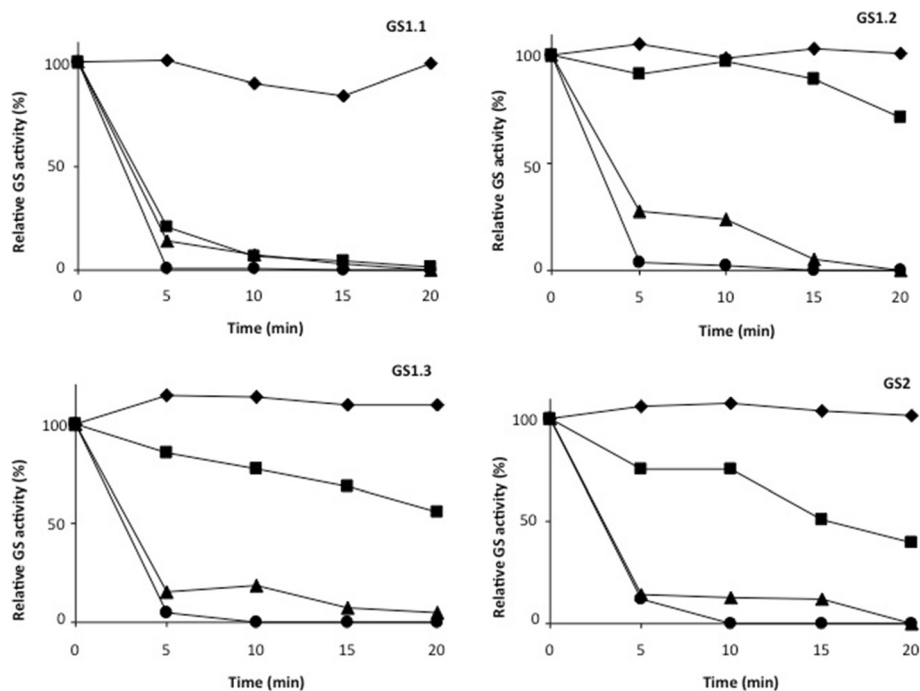 GS1.1
Relative GS activity (%)
100
50
0
0 5 10 15 20
Time (min)
GS1.2
Relative GS activity (%)
100
50
0
0 5 10 15 20
Time (min)
GS1.3
Relative GS activity (%)
100
50
0
0 5 10 15 20
Time (min)
GS2
Relative GS activity (%)
100
50
0
0 5 10 15 20
Time (min)